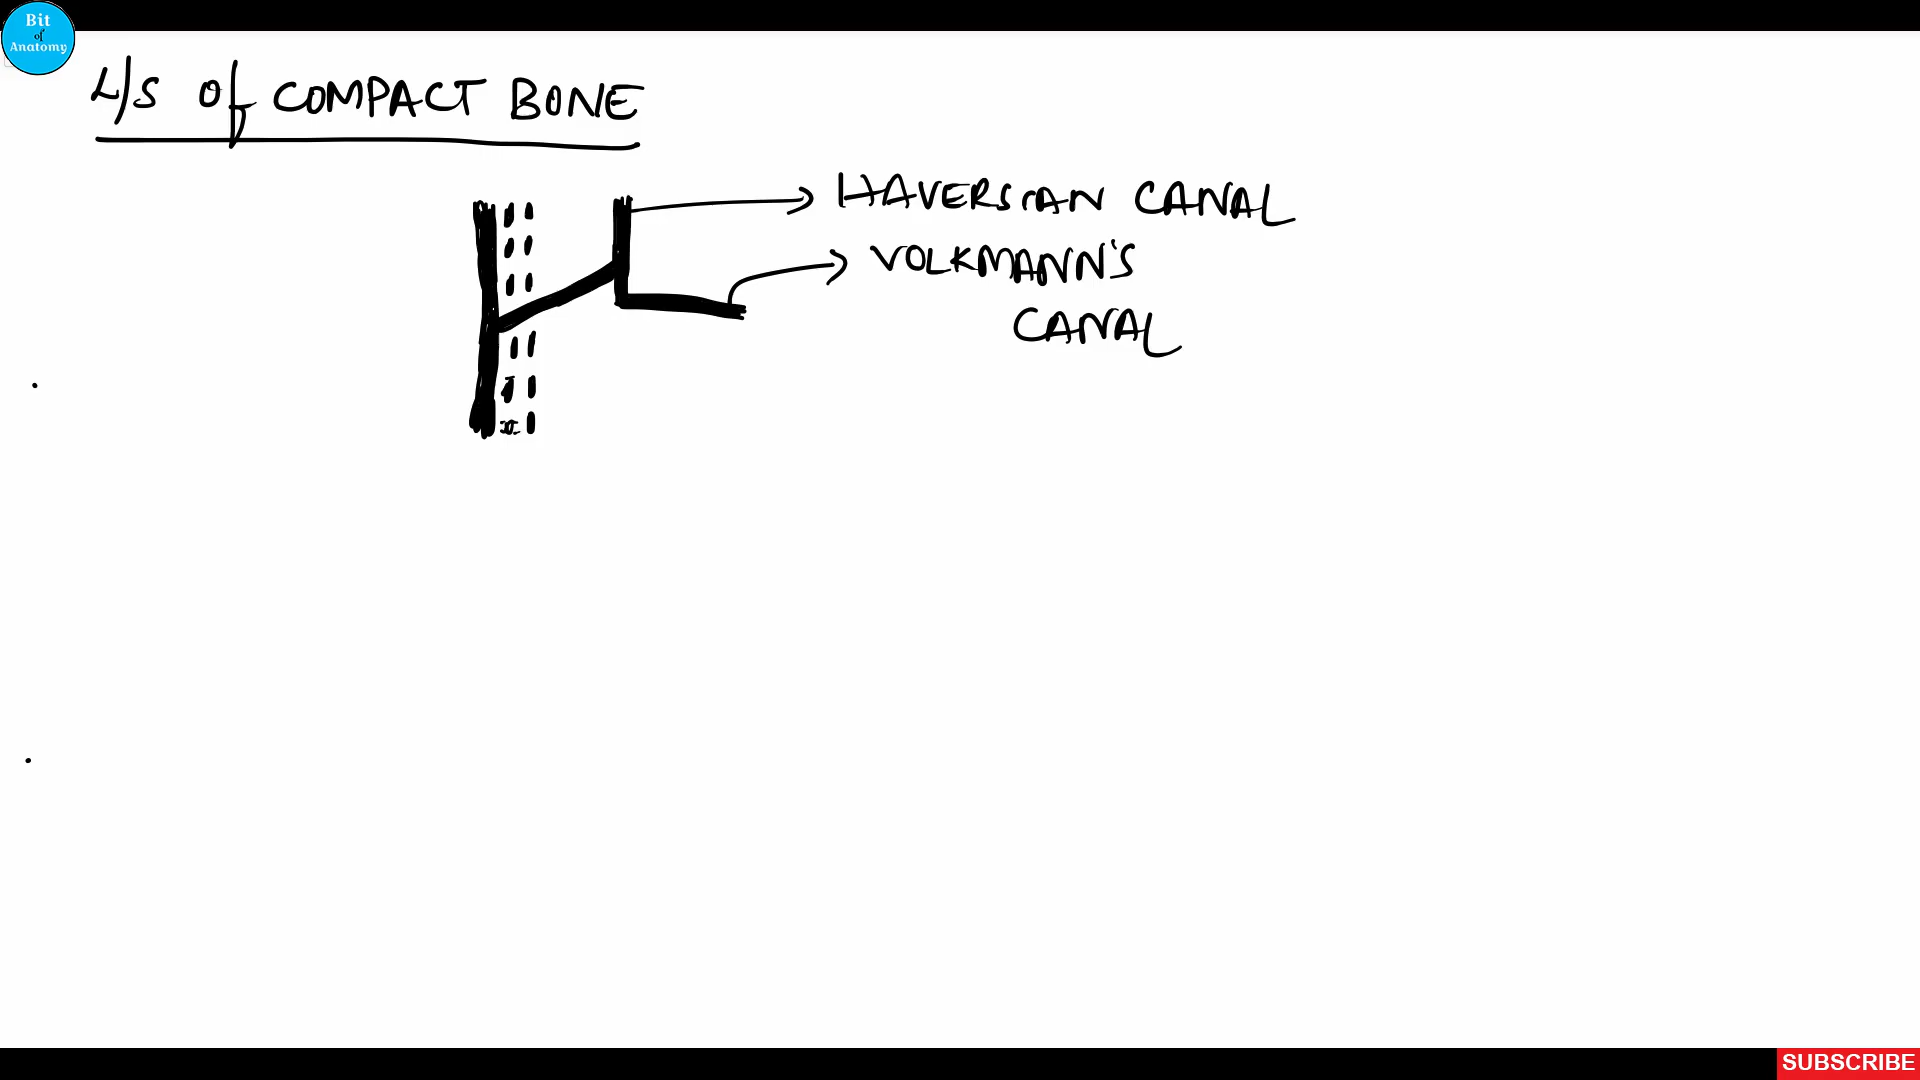 Bit
of
Anatomy
L/S of COMPACT BONE
HAVERSIAN CANAL
VOLKMANN'S
CANAL
SUBSCRIBE